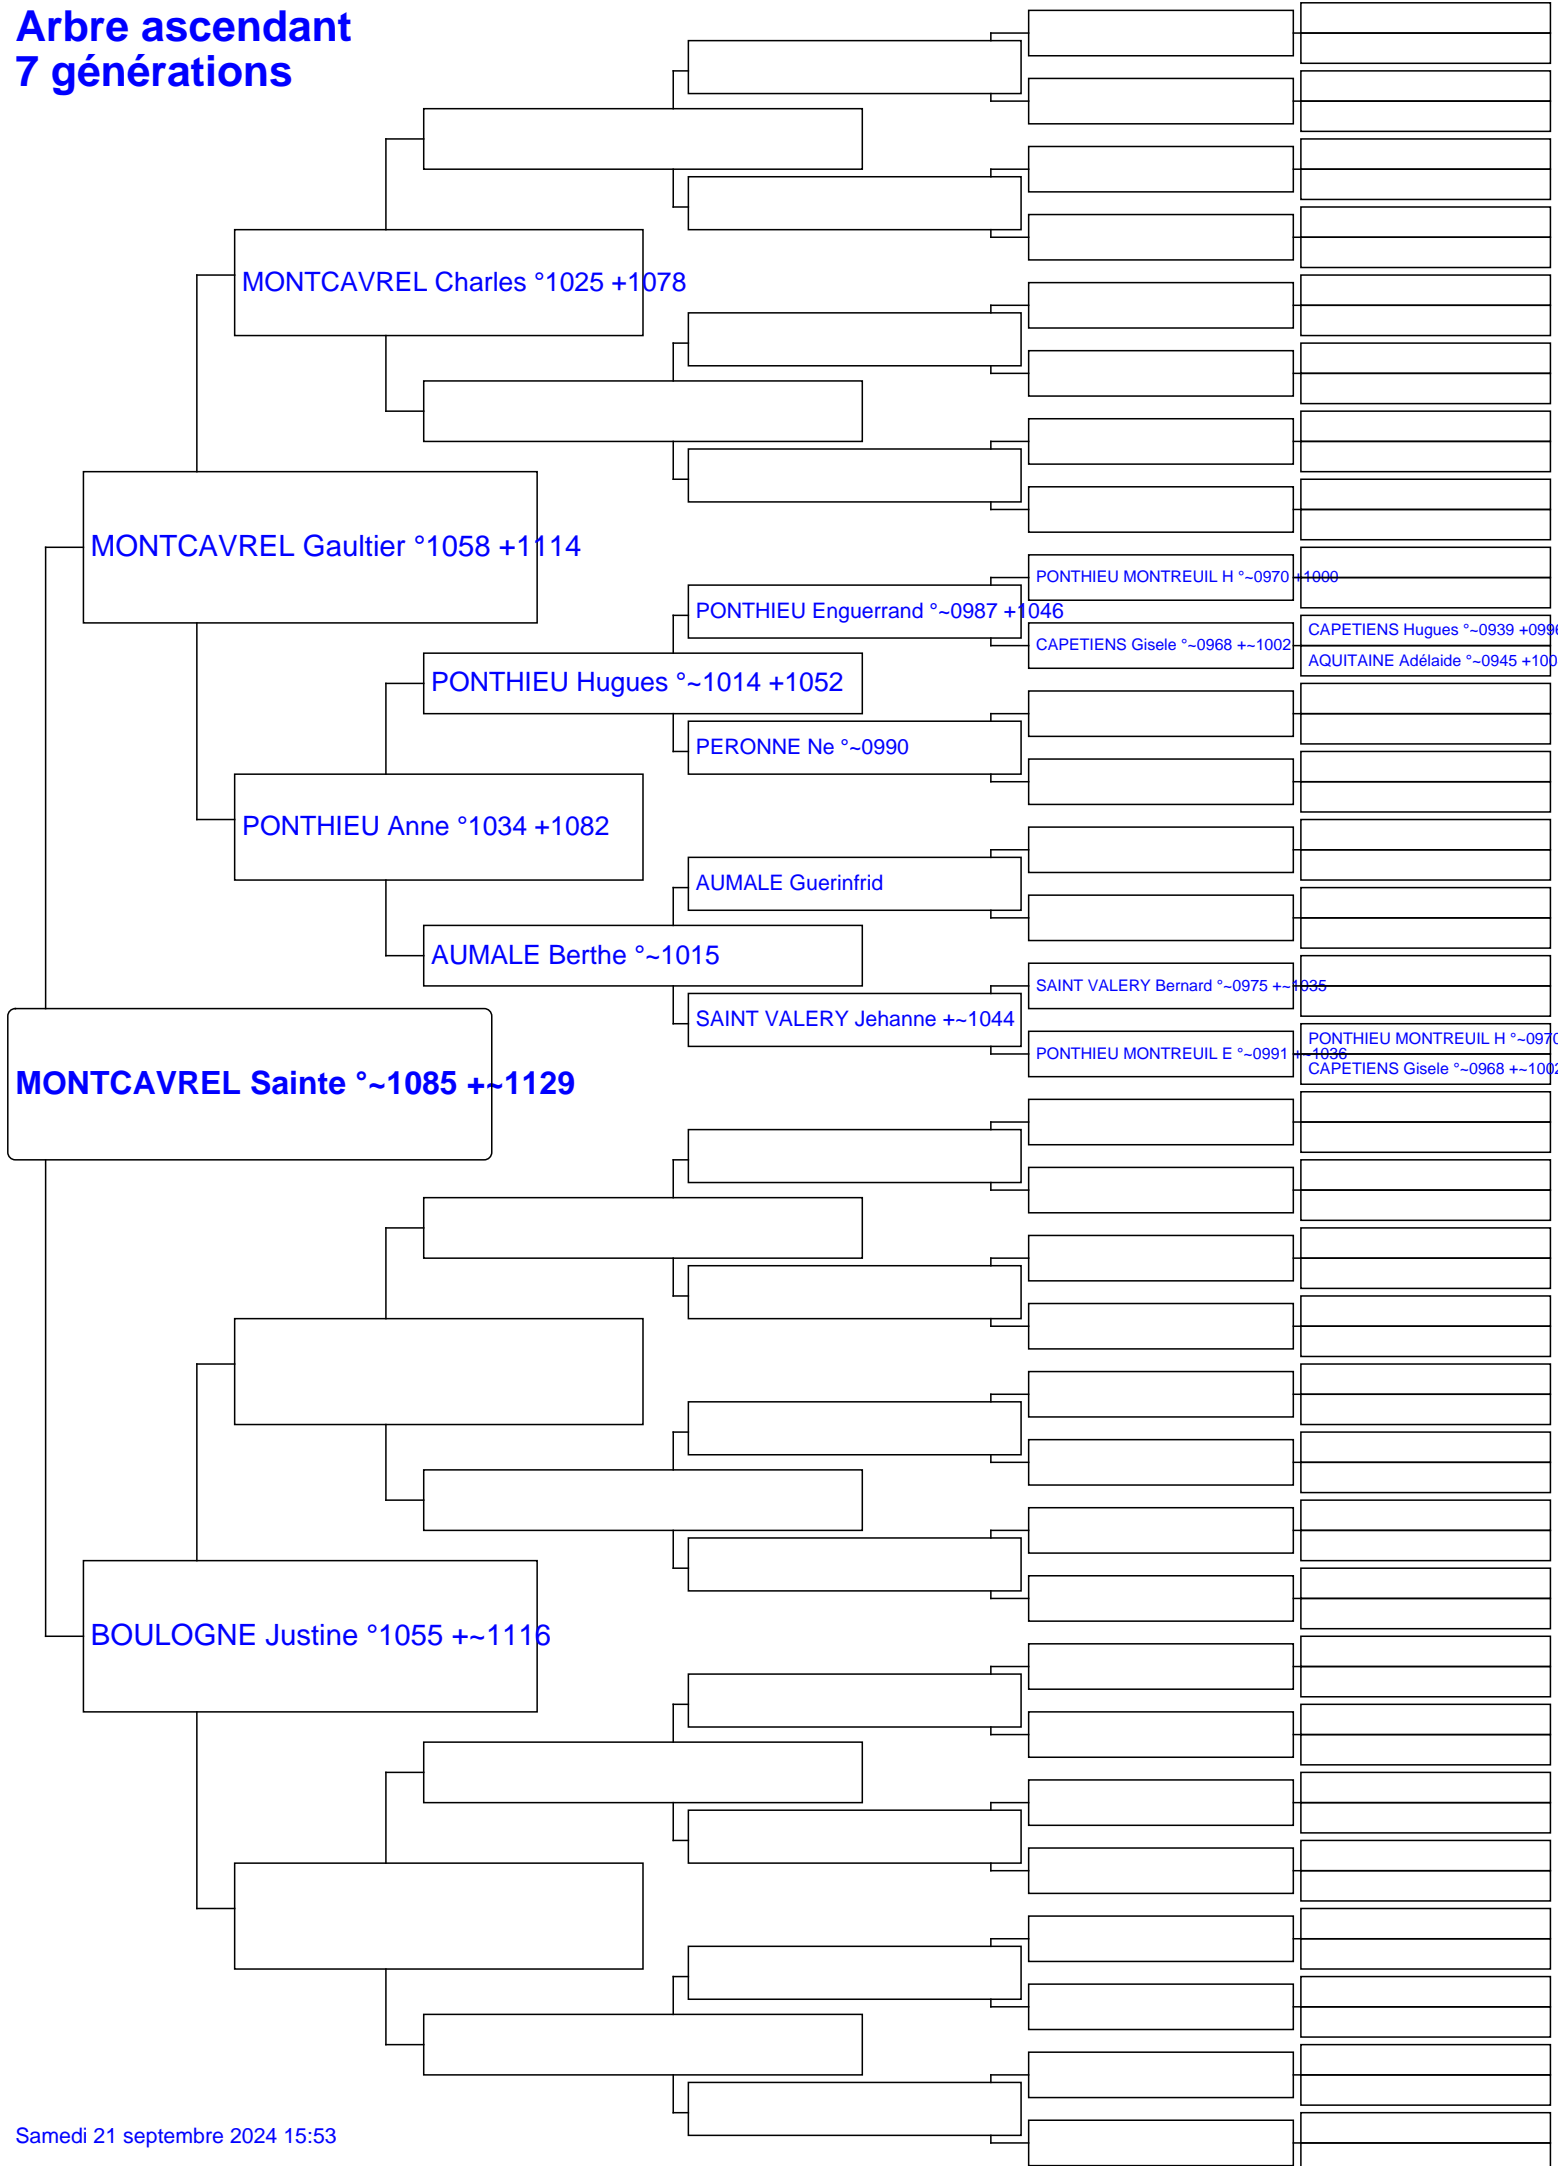 Arbre ascendant
7 générations
MONTCAVREL Charles °1025 +1078
MONTCAVREL Gaultier °1058 +1114
PONTHIEU MONTREUIL H °~0970 +1000
PONTHIEU Enguerrand °~0987 +1046
CAPETIENS Hugues °~0939 +0996
CAPETIENS Gisele °~0968 +~1002
AQUITAINE Adélaide °~0945 +100
PONTHIEU Hugues °~1014 +1052
PERONNE Ne °~0990
PONTHIEU Anne °1034 +1082
AUMALE Guerinfrid
AUMALE Berthe °~1015
SAINT VALERY Bernard °~0975 +~1035
SAINT VALERY Jehanne +~1044
PONTHIEU MONTREUIL H °~0970
PONTHIEU MONTREUIL E °~0991 +~1036
CAPETIENS Gisele °~0968 +~1002
MONTCAVREL Sainte °~1085 +~1129
BOULOGNE Justine °1055 +~1116
Samedi 21 septembre 2024 15:53